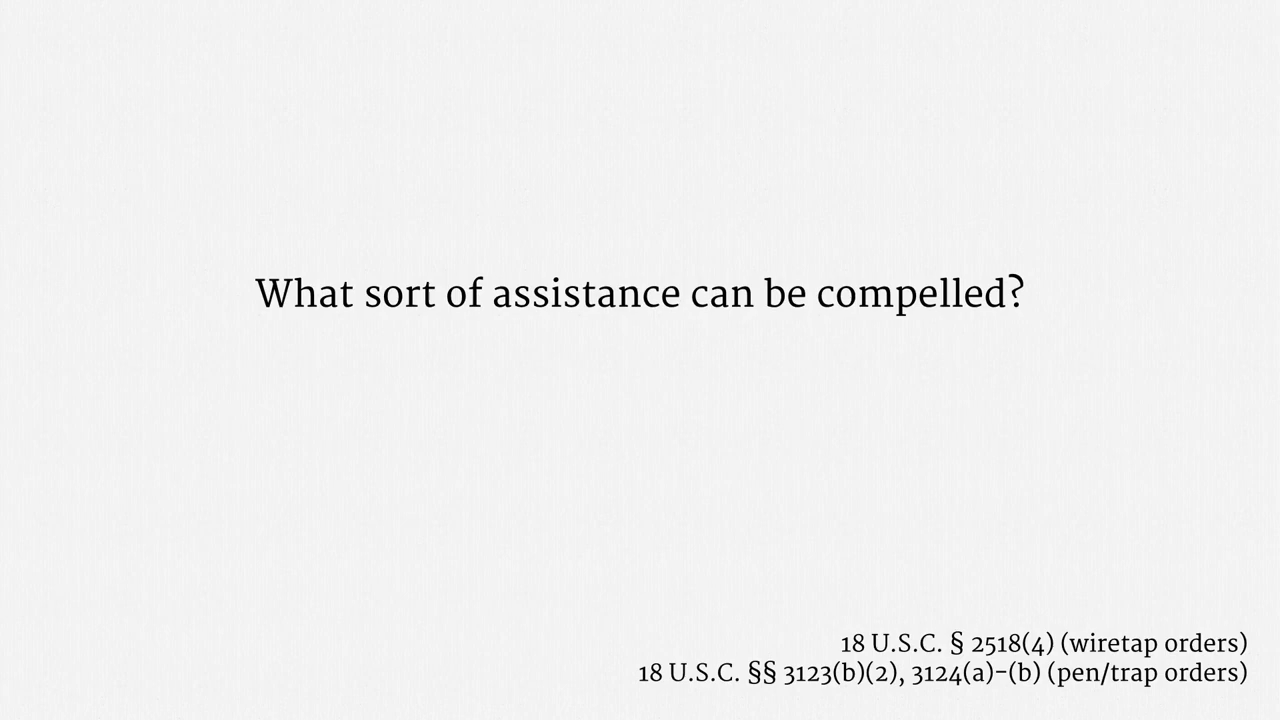 What sort of assistance can be compelled?
18 U.S.C. § 2518(4) (wiretap orders)
18 U.S.C. §§ 3123(b)(2), 3124(a)–(b) (pen/trap orders)